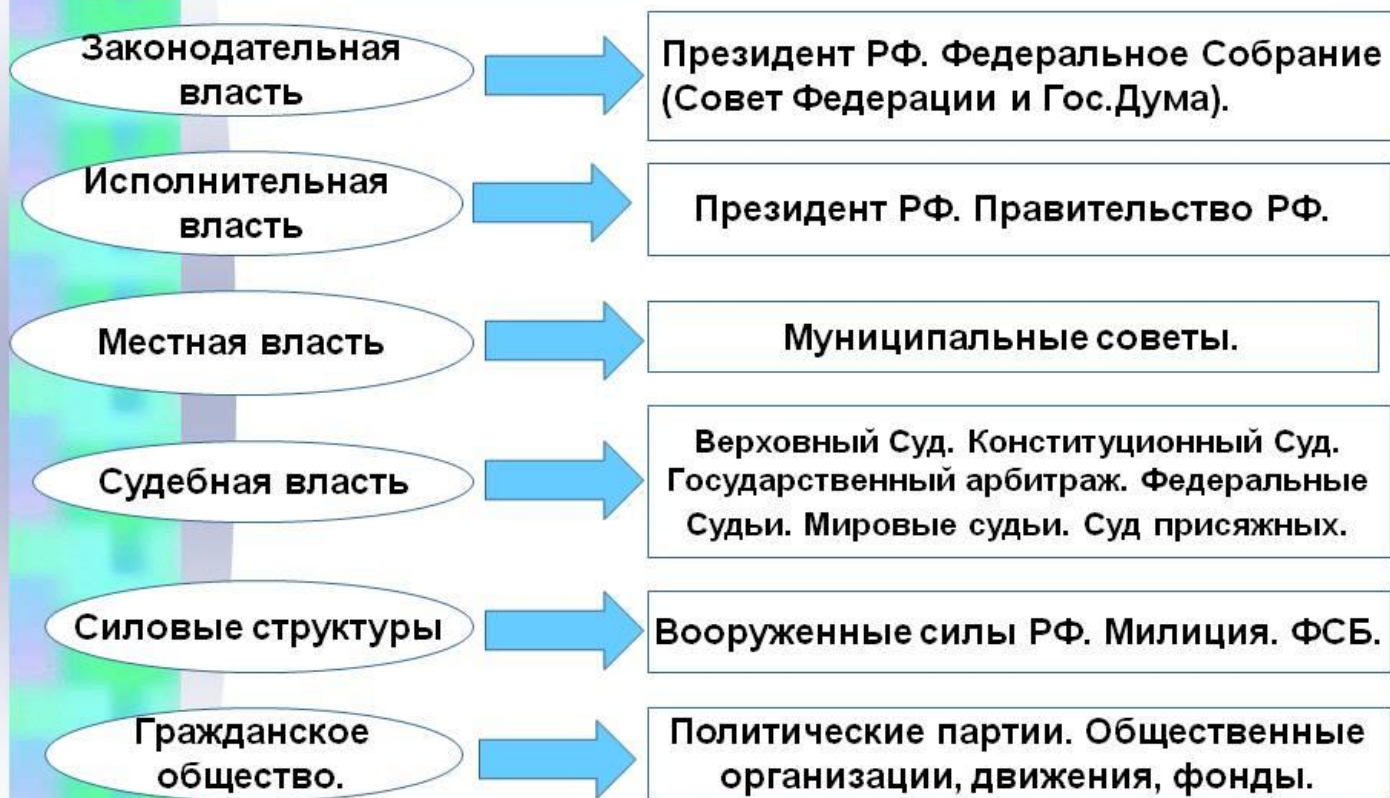 Законодательная
власть
Президент РФ. Федеральное Собрание
(Совет Федерации и Гос.Дума).
Исполнительная
власть
Президент РФ. Правительство РФ.
Местная власть
Муниципальные советы.
Судебная власть
Верховный Суд. Конституционный Суд.
Государственный арбитраж. Федеральные
Судьи. Мировые судьи. Суд присяжных.
Силовые структуры
Вооруженные силы РФ. Милиция. ФСБ.
Гражданское
общество.
Политические партии. Общественные
организации, движения, фонды.